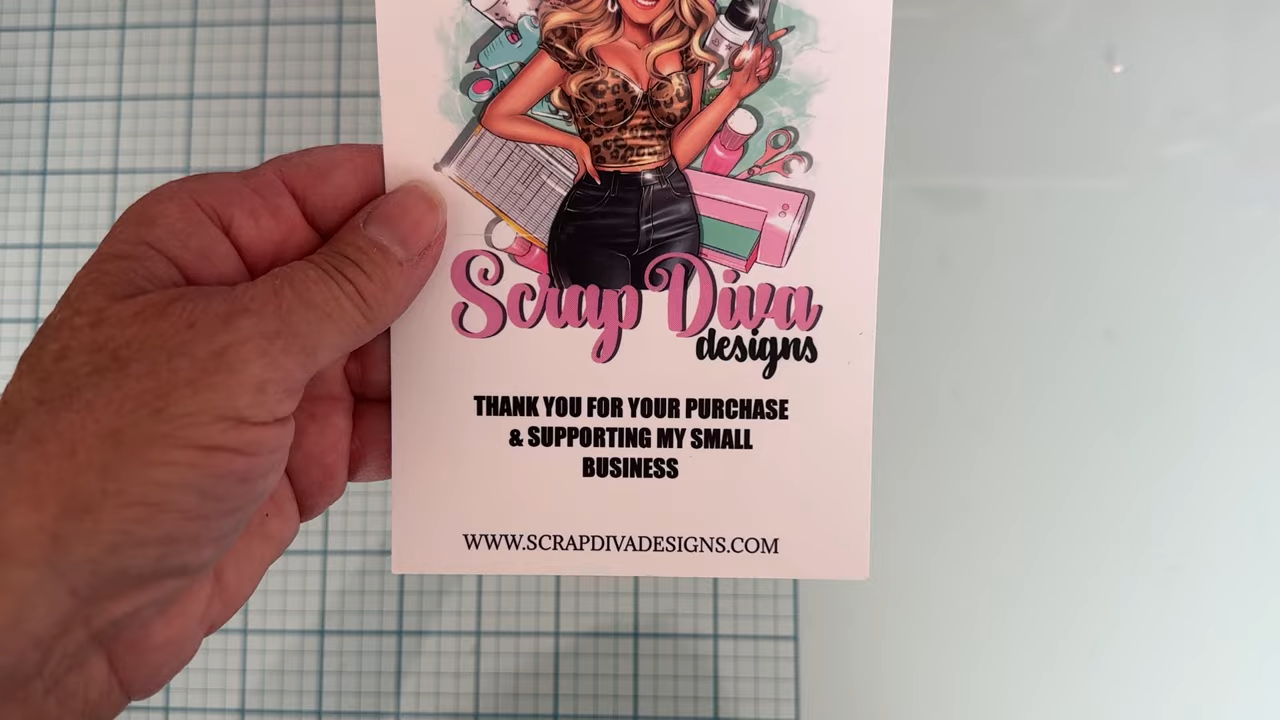 Scrap Diva
designs
THANK YOU FOR YOUR PURCHASE
& SUPPORTING MY SMALL
BUSINESS
WWW.SCRAPDIVADESIGNS.COM